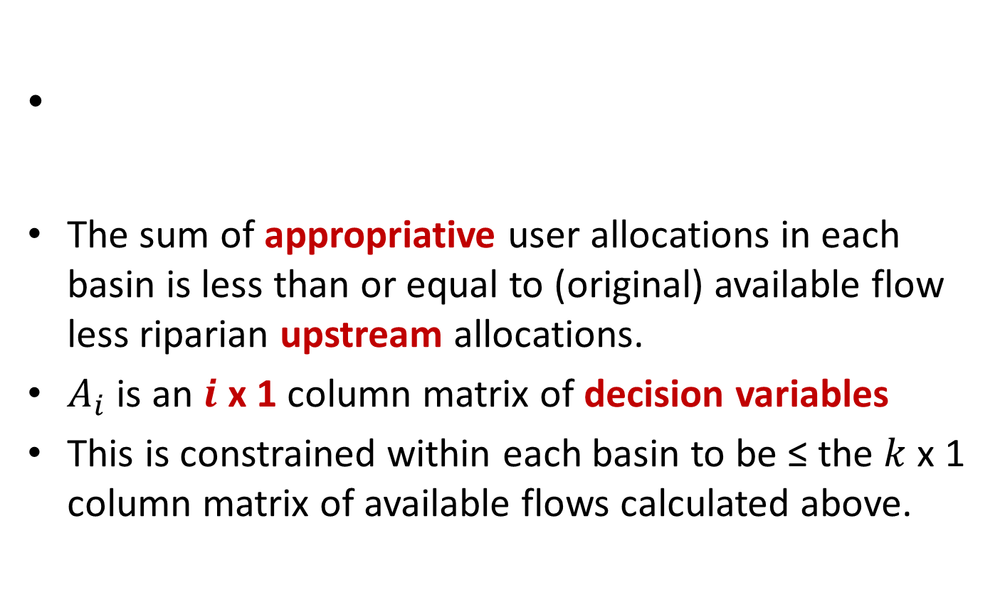 •
• The sum of appropriative user allocations in each
basin is less than or equal to (original) available flow
less riparian upstream allocations.
• 𝐴ᵢ is an 𝒊 x 1 column matrix of decision variables
• This is constrained within each basin to be ≤ the 𝑘 x 1
column matrix of available flows calculated above.